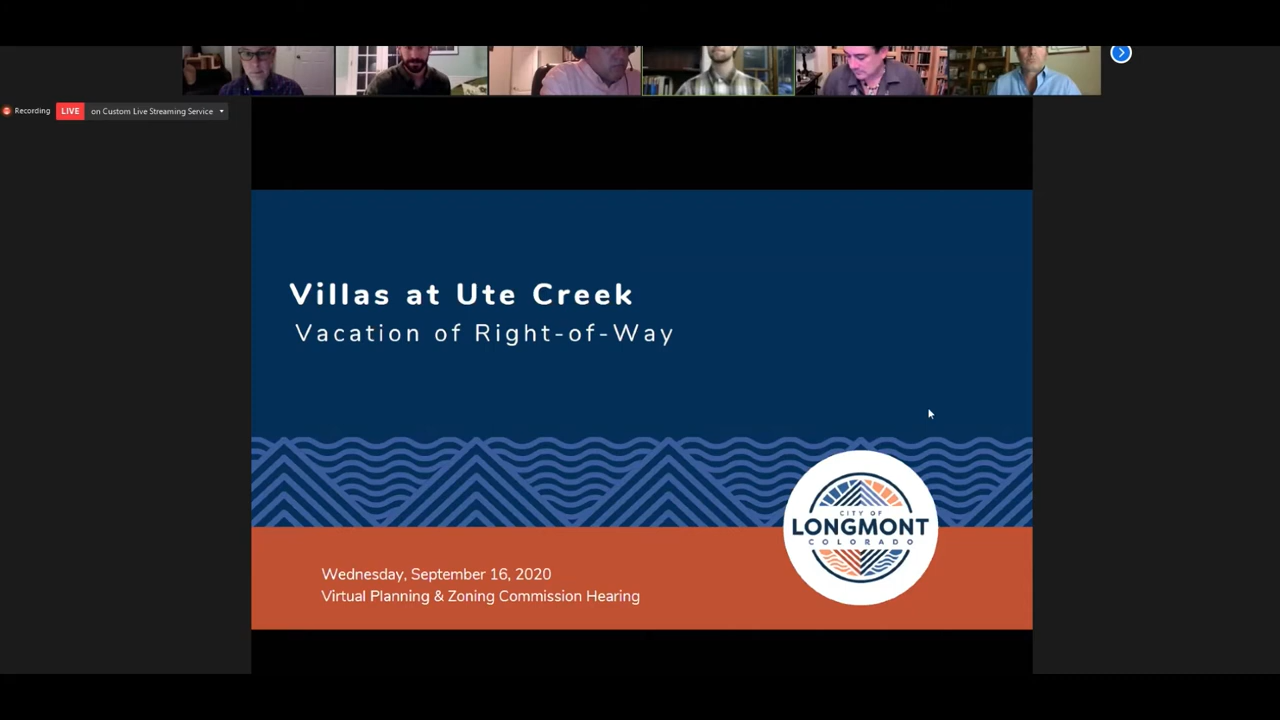 Recording
LIVE
on Custom Live Streaming Service
Villas at Ute Creek
Vacation of Right-of-Way
CITY OF
LONGMONT
COLORADO
Wednesday, September 16, 2020
Virtual Planning & Zoning Commission Hearing